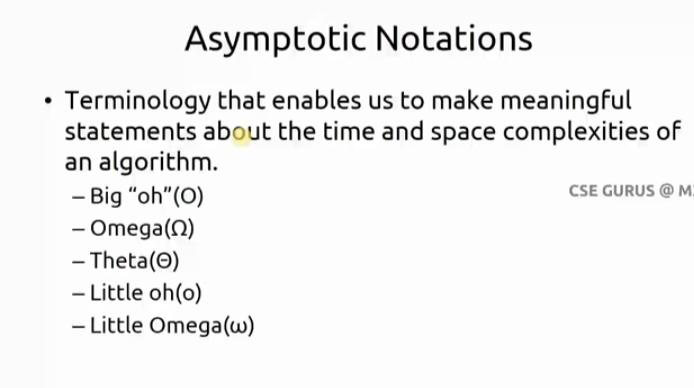 Asymptotic Notations
• Terminology that enables us to make meaningful
statements about the time and space complexities of
an algorithm.
– Big “oh”(O)
CSE GURUS @ M
– Omega(Ω)
– Theta(Θ)
– Little oh(o)
– Little Omega(ω)